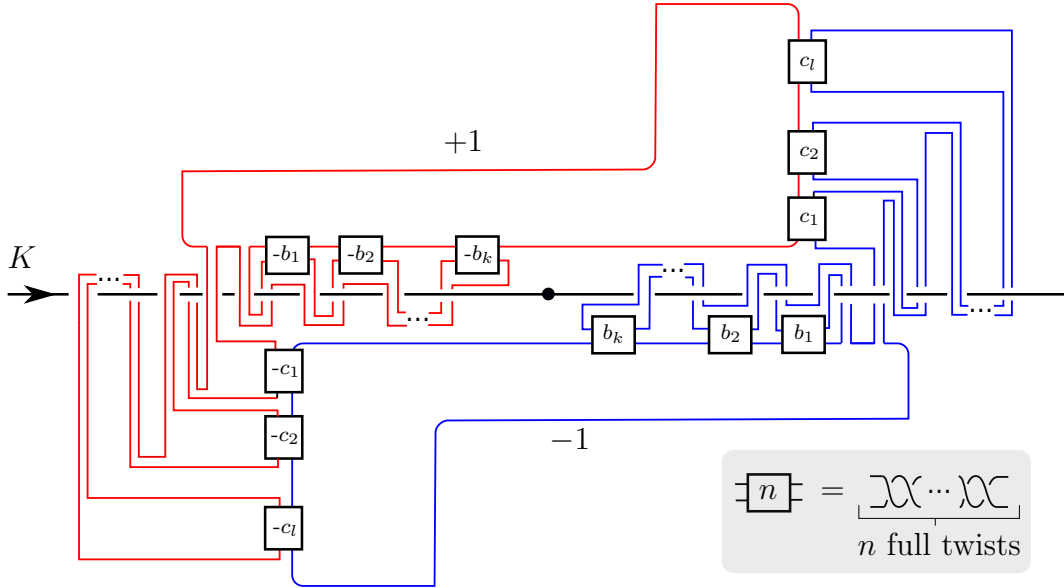 +1
c_l
c_2
c_1
K
-b_1 -b_2 -b_k
...
...
...
...
b_k b_2 b_1
-c_1
-c_2
-c_l
−1
n = ...
n full twists